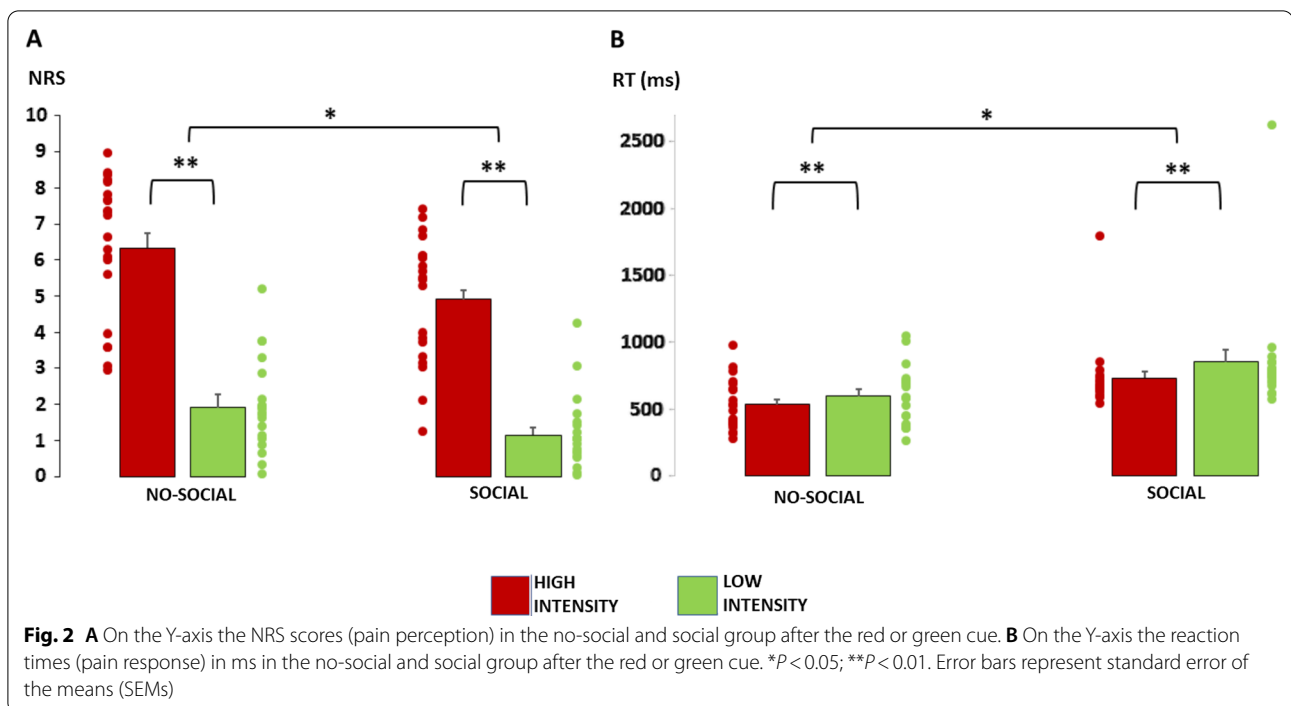 A
B
NRS
RT (ms)
10
9
8
7
6
5
4
3
2
1
0
*
**
**
NO-SOCIAL
SOCIAL
2500
2000
1500
1000
500
0
*
**
**
NO-SOCIAL
SOCIAL
HIGH
INTENSITY
LOW
INTENSITY
Fig. 2 A On the Y-axis the NRS scores (pain perception) in the no-social and social group after the red or green cue. B On the Y-axis the reaction
times (pain response) in ms in the no-social and social group after the red or green cue. *P < 0.05; **P < 0.01. Error bars represent standard error of
the means (SEMs)